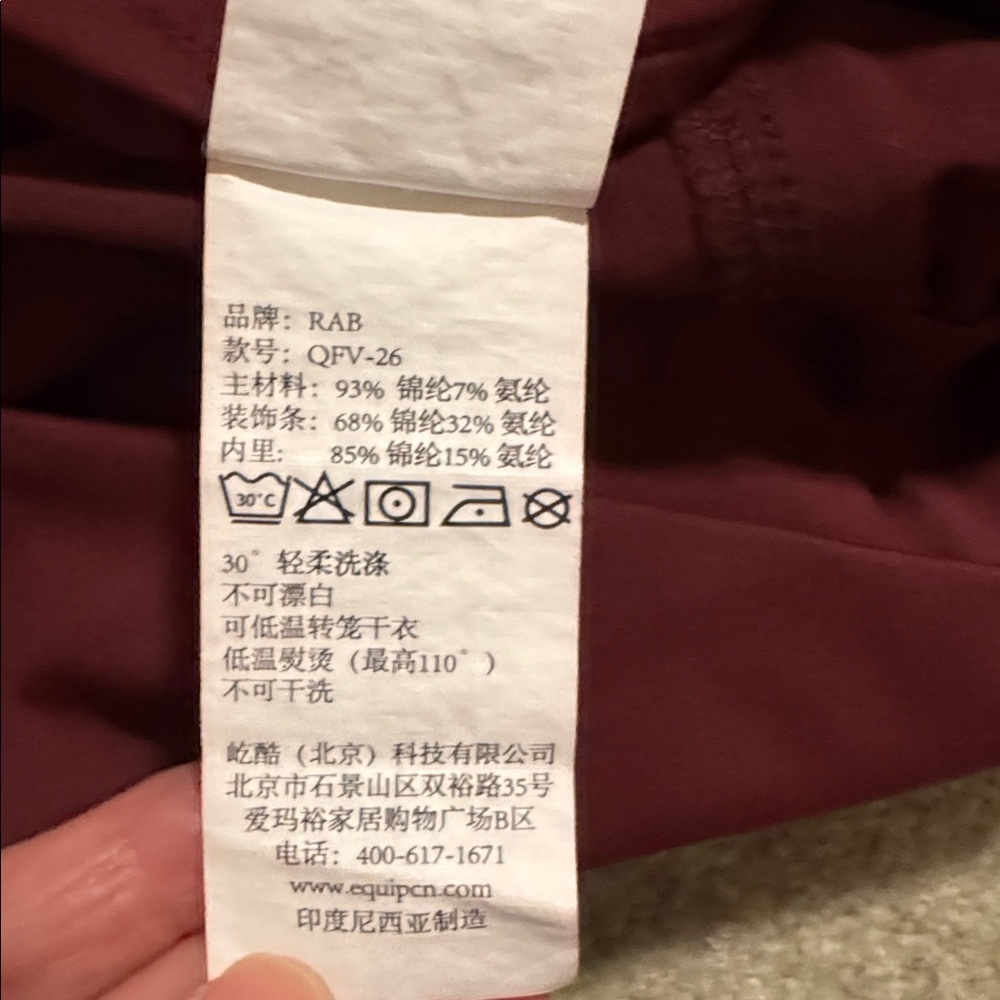 品牌：RAB
款号：QFV-26
主材料：93% 锦纶7% 氨纶
装饰条：68% 锦纶32% 氨纶
内里：85% 锦纶15% 氨纶
30°C
30° 轻柔洗涤
不可漂白
可低温转笼干衣
低温熨烫（最高110°）
不可干洗
屹酷（北京）科技有限公司
北京市石景山区双裕路35号
爱玛裕家居购物广场B区
电话：400-617-1671
www.equipcn.com
印度尼西亚制造